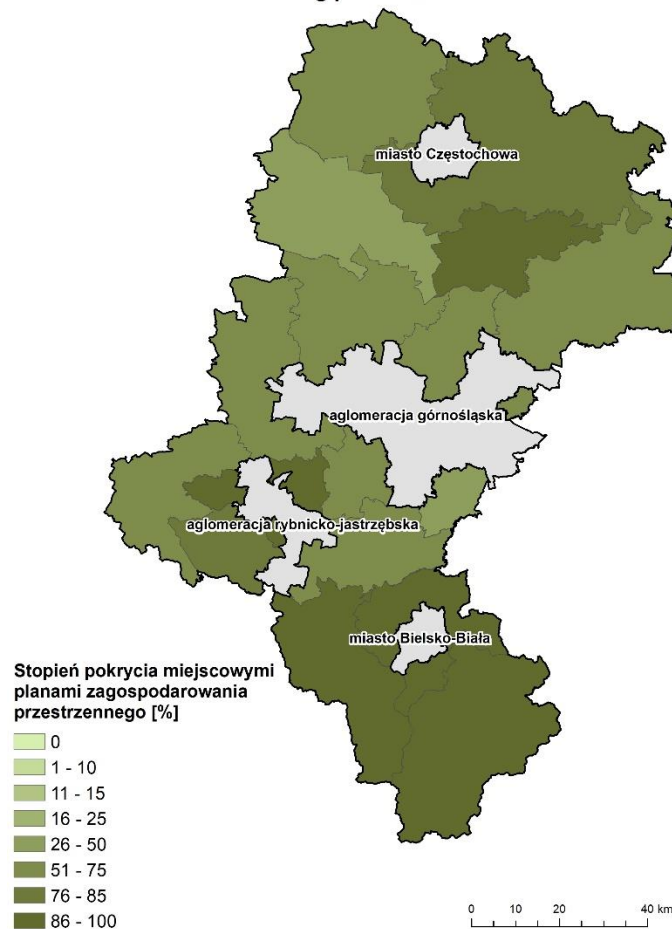 miasto Częstochowa
aglomeracja górnośląska
aglomeracja rybnicko-jastrzębska
miasto Bielsko-Biała
Stopień pokrycia miejscowymi
planami zagospodarowania
przestrzennego [%]
0
1 - 10
11 - 15
16 - 25
26 - 50
51 - 75
76 - 85
86 - 100
0 10 20 40 km